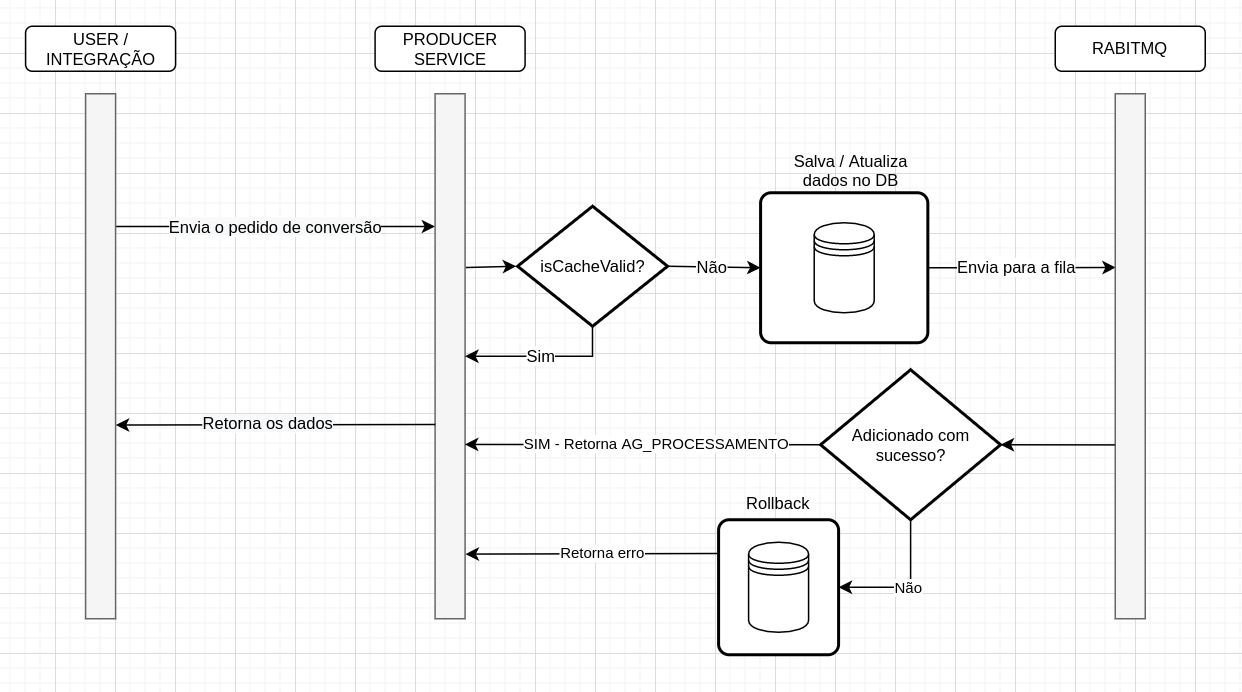 USER /
INTEGRAÇÃO
PRODUCER
SERVICE
RABITMQ
Salva / Atualiza
dados no DB
Envia o pedido de conversão
isCacheValid?
Não
Envia para a fila
Sim
Retorna os dados
SIM - Retorna AG_PROCESSAMENTO
Adicionado com
sucesso?
Rollback
Retorna erro
Não